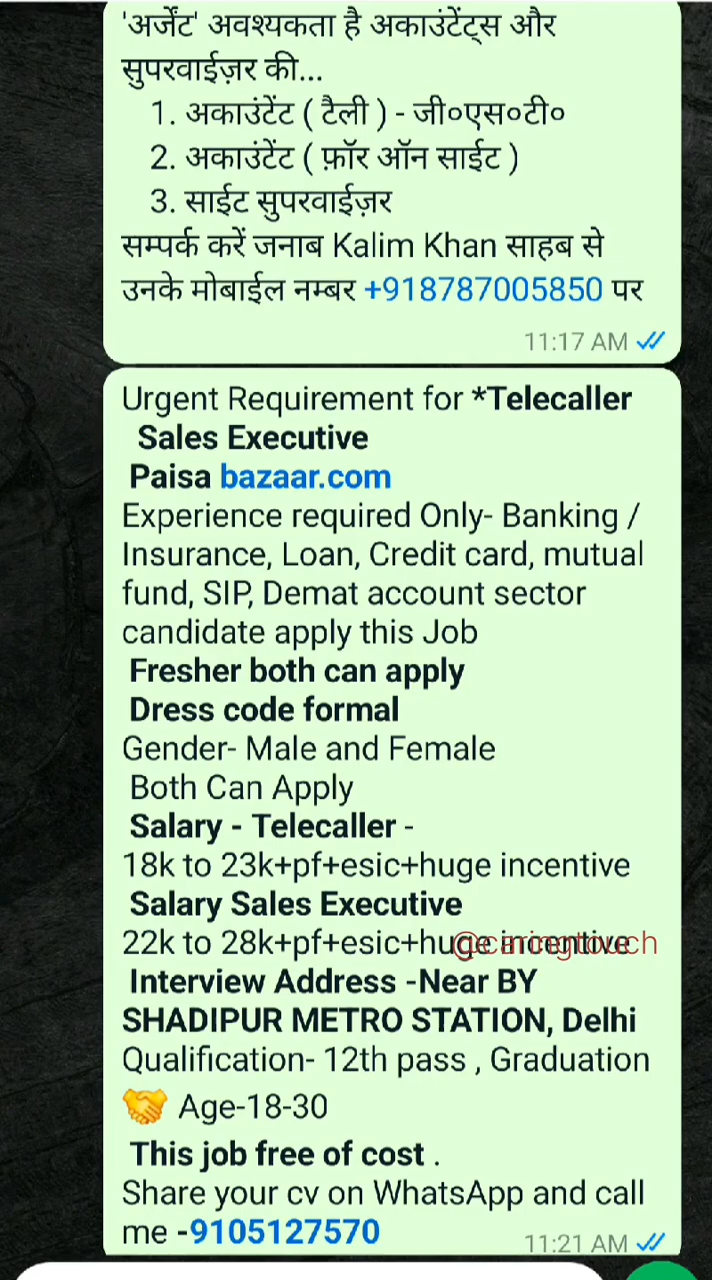 'अर्जेंट' अवश्यकता है अकाउंटेंट्स और
सुपरवाईज़र की...
1. अकाउंटेंट ( टैली ) - जी०एस०टी०
2. अकाउंटेंट ( फ़ॉर ऑन साईट )
3. साईट सुपरवाईज़र
सम्पर्क करें जनाब Kalim Khan साहब से
उनके मोबाईल नम्बर +918787005850 पर
11:17 AM
Urgent Requirement for *Telecaller
Sales Executive
Paisa bazaar.com
Experience required Only- Banking /
Insurance, Loan, Credit card, mutual
fund, SIP, Demat account sector
candidate apply this Job
Fresher both can apply
Dress code formal
Gender- Male and Female
Both Can Apply
Salary - Telecaller -
18k to 23k+pf+esic+huge incentive
Salary Sales Executive
22k to 28k+pf+esic+huge incentive
@caringtouch
Interview Address -Near BY
SHADIPUR METRO STATION, Delhi
Qualification- 12th pass , Graduation
🤝 Age-18-30
This job free of cost .
Share your cv on WhatsApp and call
me -9105127570
11:21 AM